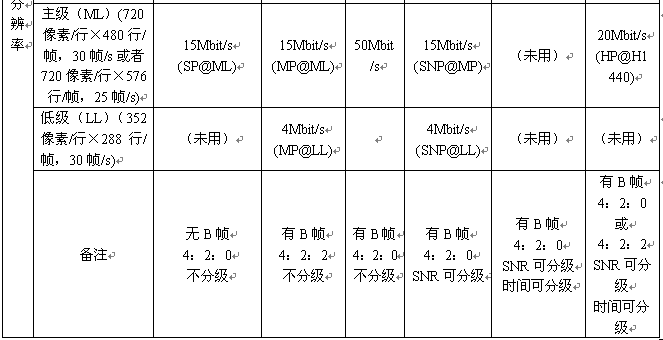 分
辨
率
主级（ML）(720
像素/行×480 行/
帧，30 帧/s 或者
720 像素/行×576
行/帧，25 帧/s)
15Mbit/s
(SP@ML)
15Mbit/s
(MP@ML)
50Mbit
/s
15Mbit/s
(SNP@MP)
（未用）
20Mbit/s
(HP@H1
440)
低级（LL）（352
像素/行×288 行/
帧，30 帧/s)
（未用）
4Mbit/s
(MP@LL)
4Mbit/s
(SNP@LL)
（未用）
（未用）
备注
无 B 帧
4：2：0
不分级
有 B 帧
4：2：2
不分级
有 B 帧
4：2：0
不分级
有 B 帧
4：2：0
SNR 可分级
有 B 帧
4：2：0
SNR 可分级
时间可分级
有 B 帧
4：2：0
或
4：2：2
SNR 可分
级
时间可分
级